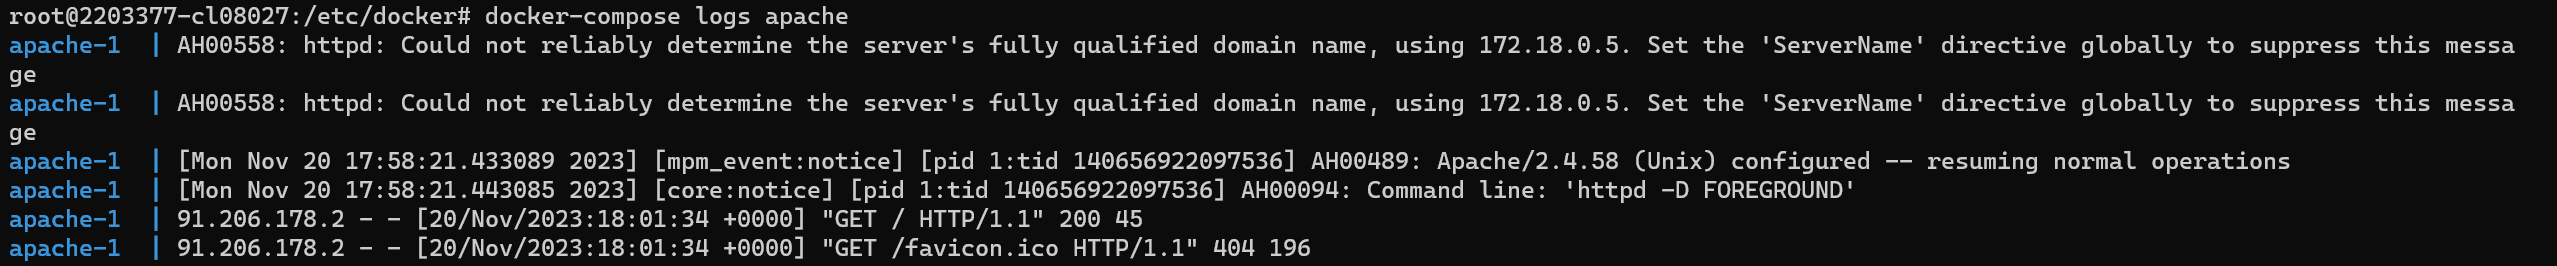 root@2203377-cl08027:/etc/docker# docker-compose logs apache
apache-1  | AH00558: httpd: Could not reliably determine the server's fully qualified domain name, using 172.18.0.5. Set the 'ServerName' directive globally to suppress this messa
ge
apache-1  | AH00558: httpd: Could not reliably determine the server's fully qualified domain name, using 172.18.0.5. Set the 'ServerName' directive globally to suppress this messa
ge
apache-1  | [Mon Nov 20 17:58:21.433089 2023] [mpm_event:notice] [pid 1:tid 140656922097536] AH00489: Apache/2.4.58 (Unix) configured -- resuming normal operations
apache-1  | [Mon Nov 20 17:58:21.443085 2023] [core:notice] [pid 1:tid 140656922097536] AH00094: Command line: 'httpd -D FOREGROUND'
apache-1  | 91.206.178.2 - - [20/Nov/2023:18:01:34 +0000] "GET / HTTP/1.1" 200 45
apache-1  | 91.206.178.2 - - [20/Nov/2023:18:01:34 +0000] "GET /favicon.ico HTTP/1.1" 404 196